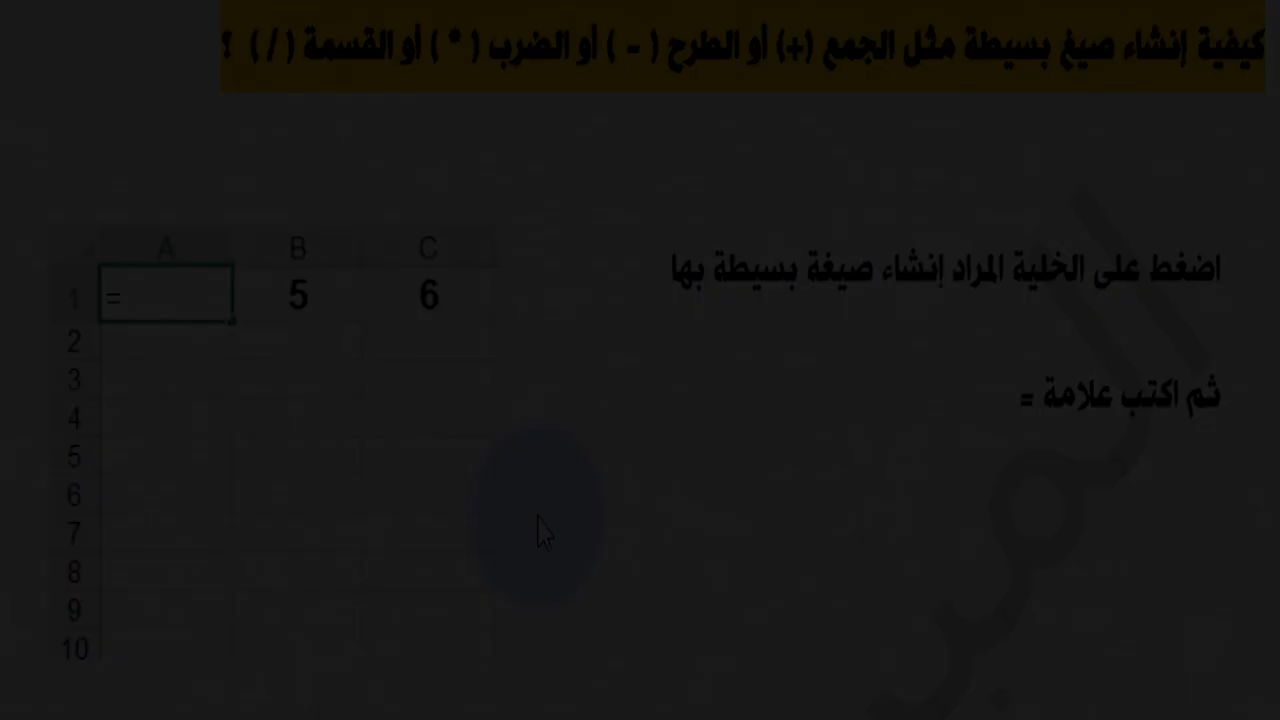 كيفية إنشاء صيغ بسيطة مثل الجمع (+) أو الطرح ( - ) أو الضرب ( * ) أو القسمة ( / ) ؟
اضغط على الخلية المراد إنشاء صيغة بسيطة بها
ثم اكتب علامة =
A B C
1 = 5 6
2
3
4
5
6
7
8
9
10